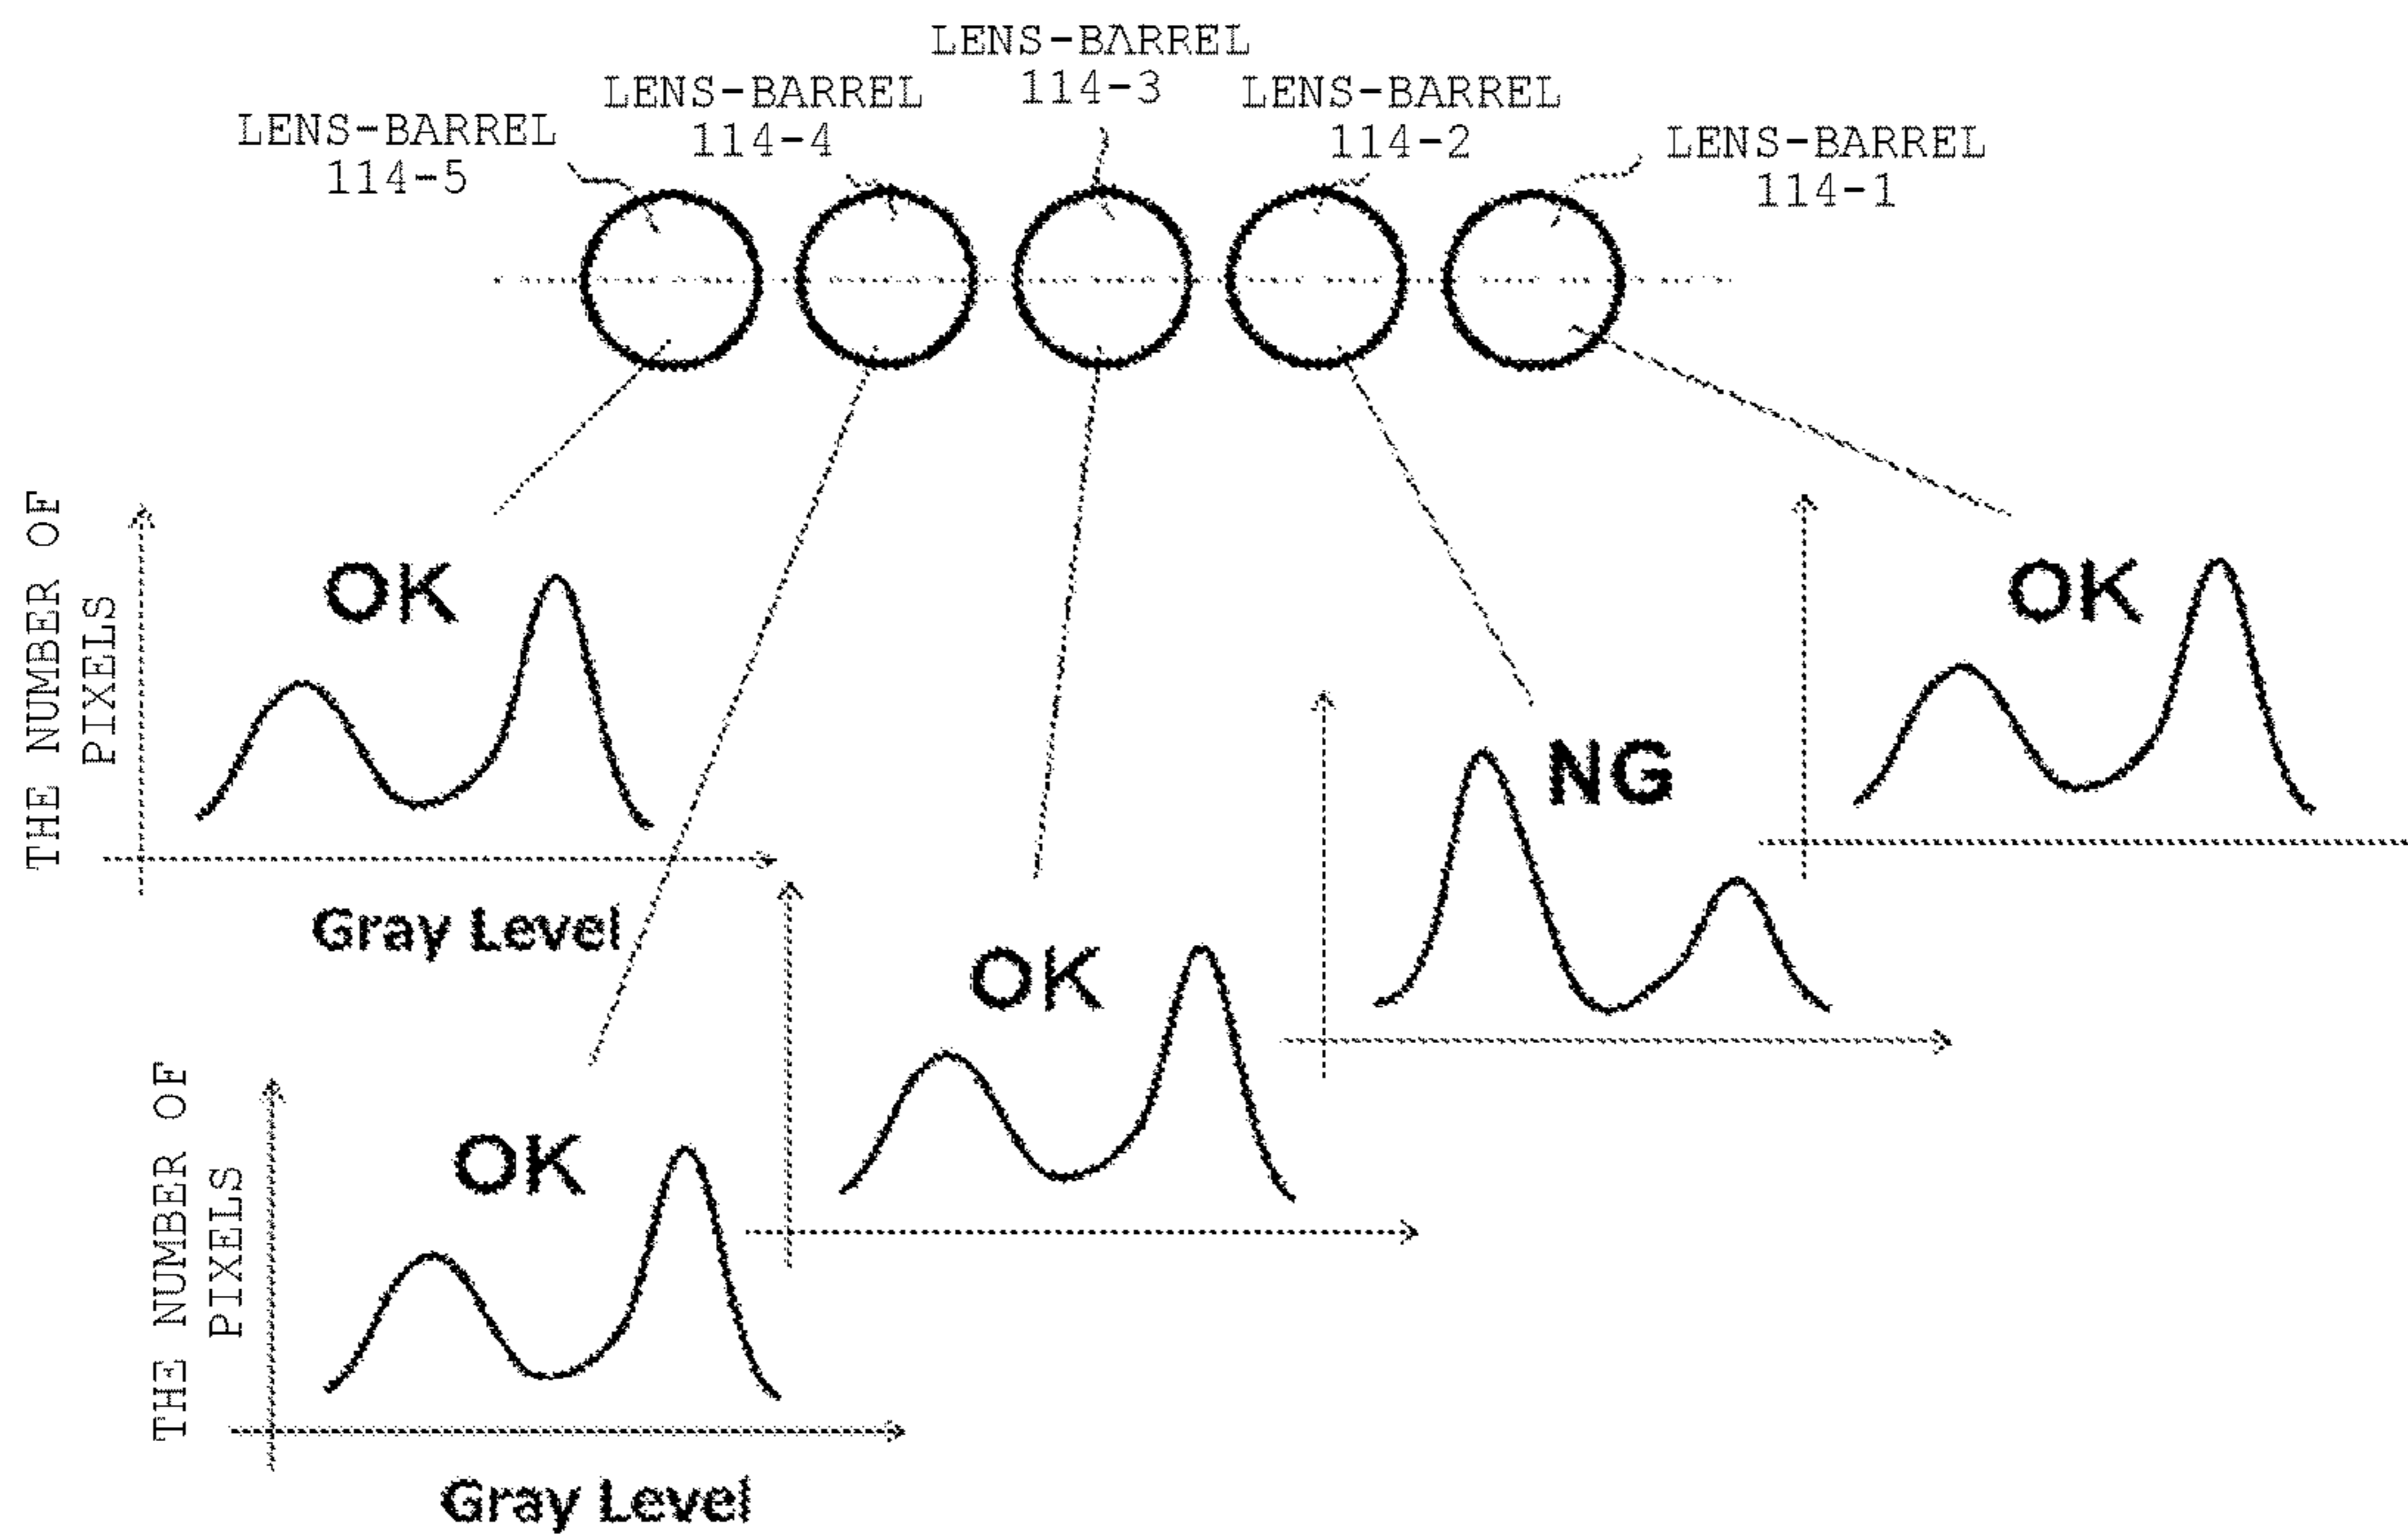 LENS-BARREL
114-3
LENS-BARREL
114-4
LENS-BARREL
114-2
LENS-BARREL
114-5
LENS-BARREL
114-1
THE NUMBER OF
PIXELS
OK
Gray Level
OK
NG
OK
THE NUMBER OF
PIXELS
OK
Gray Level